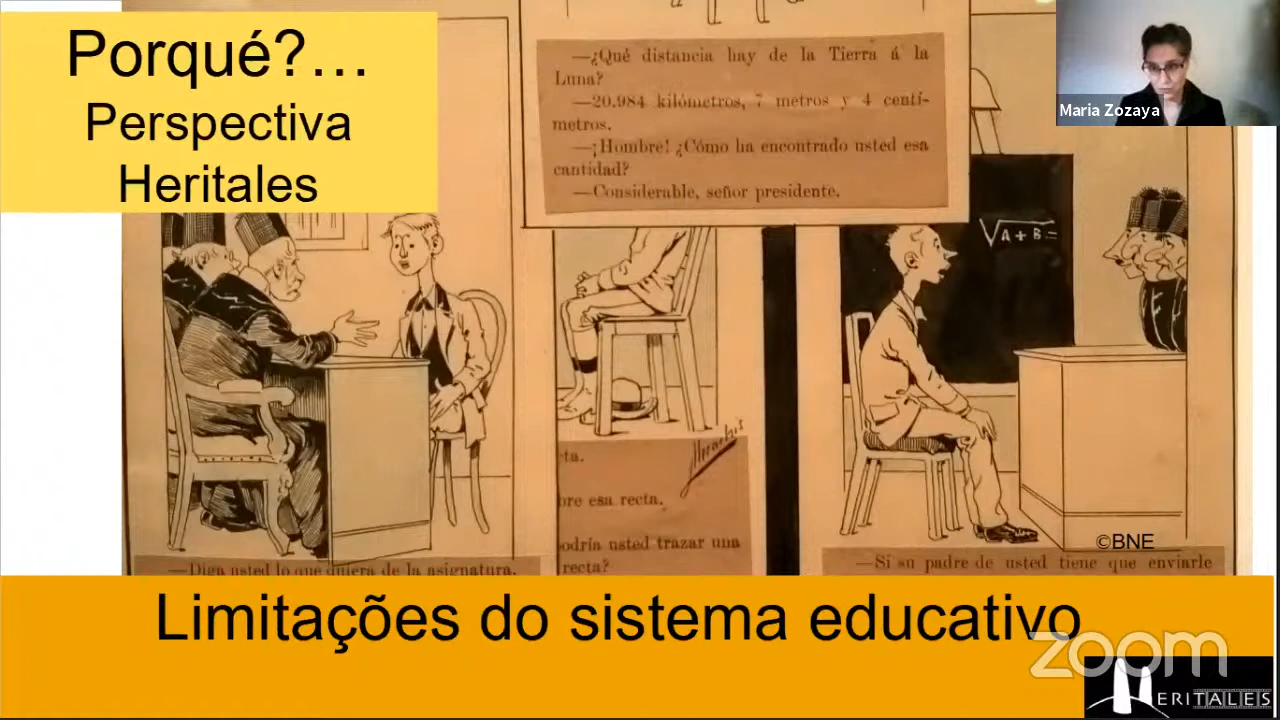 Porqué?...
Perspectiva
Heritales
—¿Qué distancia hay de la Tierra á la
Luna?
—20.984 kilómetros, 7 metros y 4 centí-
metros.
—¡Hombre! ¿Cómo ha encontrado usted esa
cantidad?
—Considerable, señor presidente.
Maria Zozaya
√A + B =
cta.
bre esa recta.
odría usted trazar una
recta?
©BNE
—Diga usted lo que quiera de la asignatura.
—Si su padre de usted tiene que enviarle
Limitações do sistema educativo
zoom
HERITALES